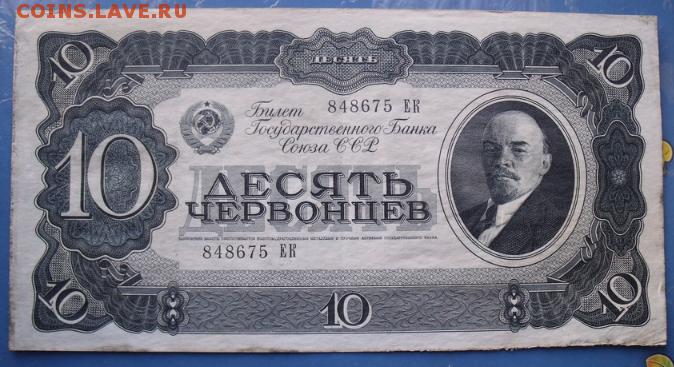 COINS.LAVE.RU
ДЕСЯТЬ
10
10
Билет 848675 ЕК
Государственного Банка
Союза ССР
10
ДЕСЯТЬ
ДЕСЯТЬ
ЧЕРВОНЦЕВ
848675 ЕК
10
10
10